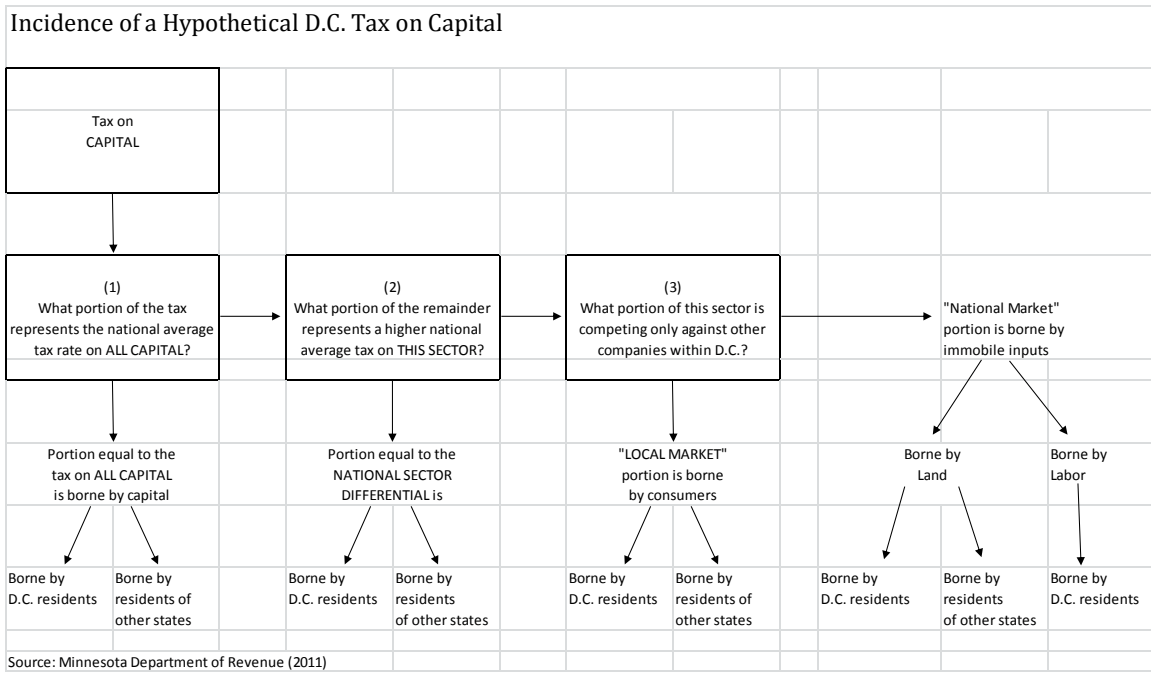 Incidence of a Hypothetical D.C. Tax on Capital
Tax on
CAPITAL
(1)
What portion of the tax
represents the national average
tax rate on ALL CAPITAL?
(2)
What portion of the remainder
represents a higher national
average tax on THIS SECTOR?
(3)
What portion of this sector is
competing only against other
companies within D.C.?
"National Market"
portion is borne by
immobile inputs
Portion equal to the
tax on ALL CAPITAL
is borne by capital
Portion equal to the
NATIONAL SECTOR
DIFFERENTIAL is
"LOCAL MARKET"
portion is borne
by consumers
Borne by
Land
Borne by
Labor
Borne by
D.C. residents
Borne by
residents of
other states
Borne by
D.C. residents
Borne by
residents
of other states
Borne by
D.C. residents
Borne by
residents of
other states
Borne by
D.C. residents
Borne by
residents
of other states
Borne by
D.C. residents
Source: Minnesota Department of Revenue (2011)